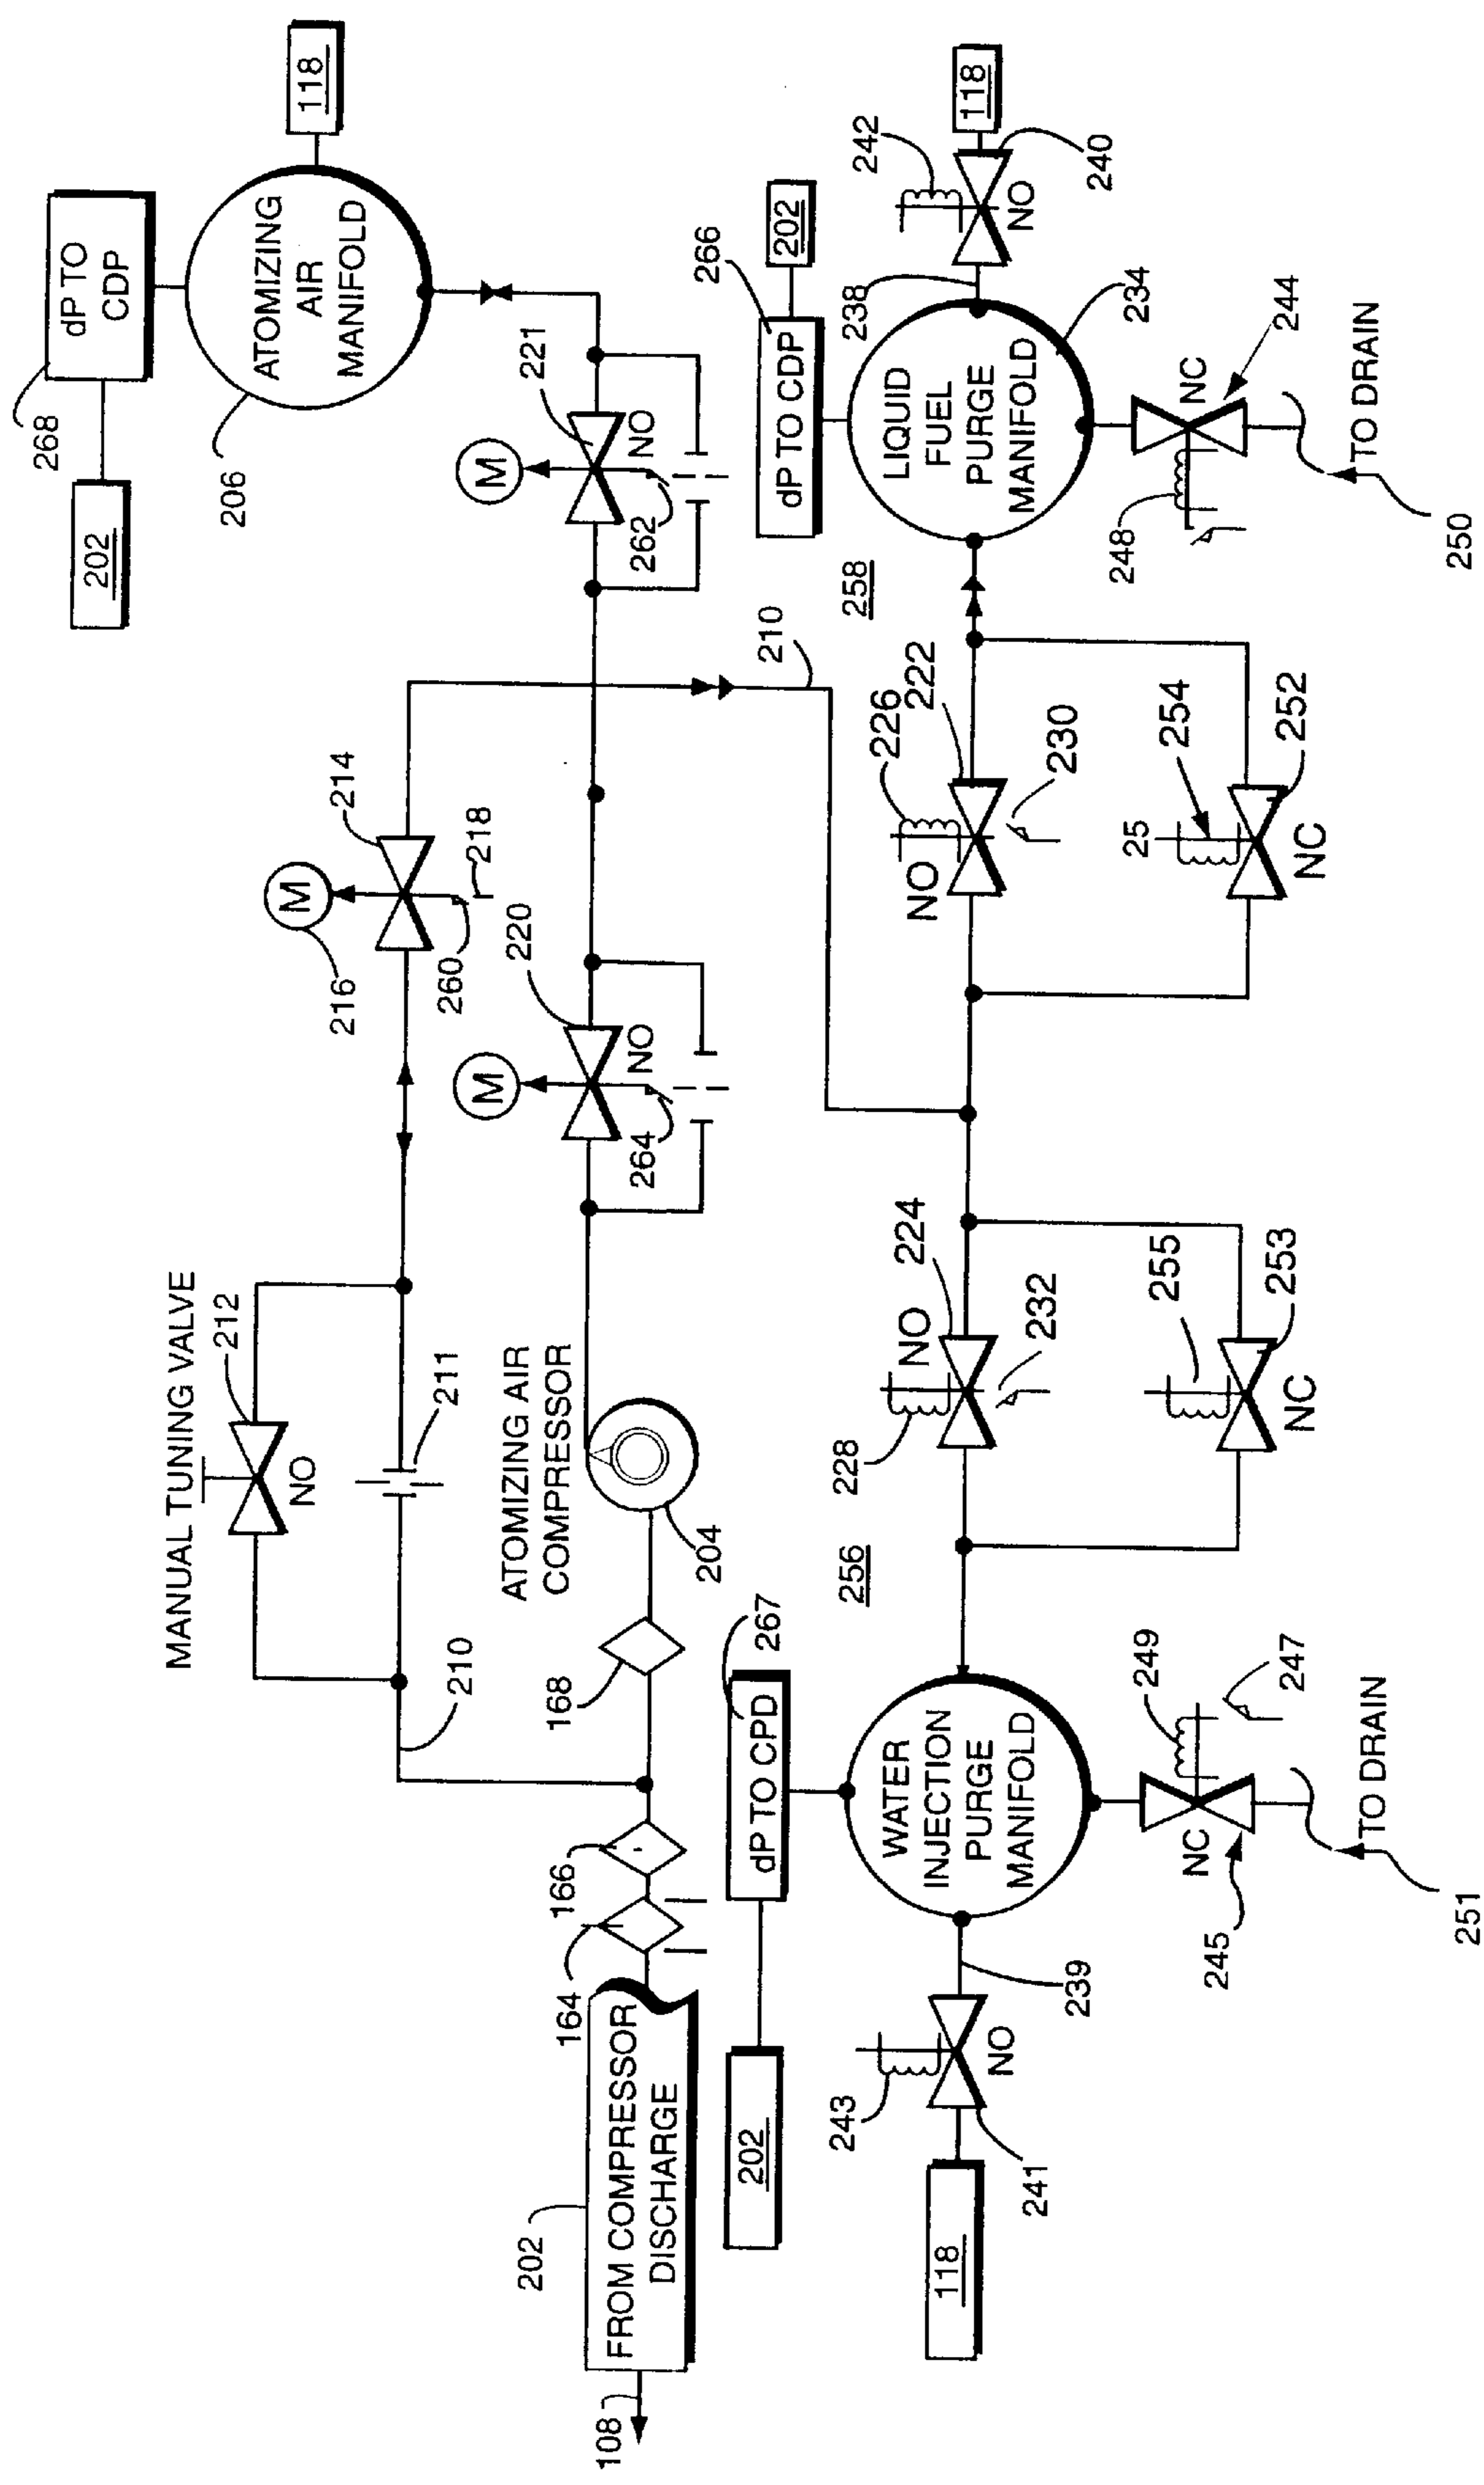 MANUAL TUNING VALVE
212
NO
211
210
216
M
214
260
218
dP TO
CDP
268
202
ATOMIZING
AIR
MANIFOLD
206
118
ATOMIZING AIR
COMPRESSOR
204
168
166
164
FROM COMPRESSOR
DISCHARGE
202
108
M
220
NO
264
M
221
NO
262
210
267
dP TO CPD
202
256
WATER
INJECTION
PURGE
MANIFOLD
239
243
NO
241
118
249
247
NC
245
TO DRAIN
251
228
224
NO
232
255
253
NC
226
222
NO
230
25
254
252
NC
258
266
dP TO CDP
202
LIQUID
FUEL
PURGE
MANIFOLD
234
238
242
NO
240
118
NC
244
248
TO DRAIN
250